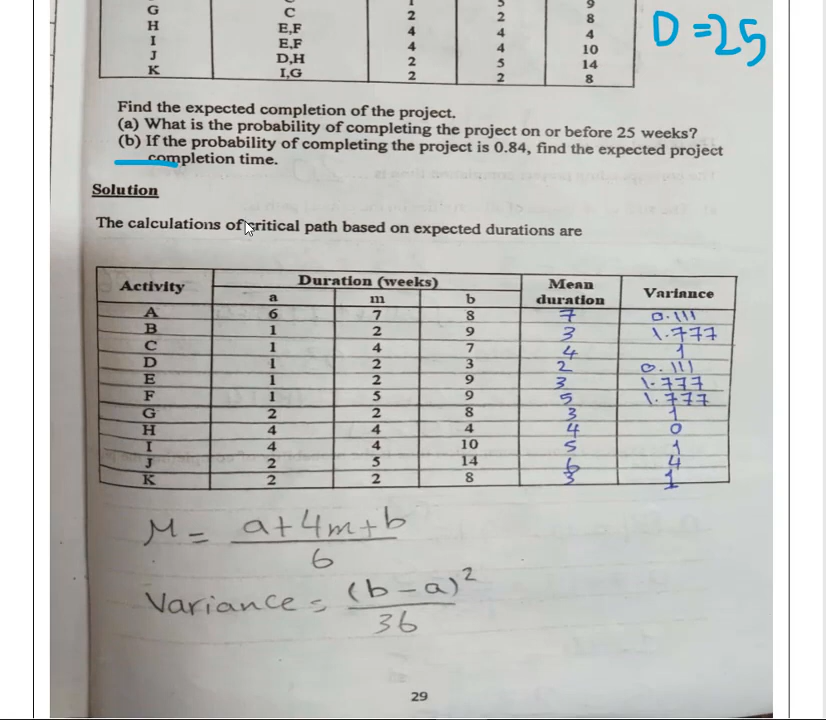 G C 2 2 8
H E,F 4 4 4
I E,F 4 4 10
J D,H 2 5 14
K I,G 2 2 8
D = 25
Find the expected completion of the project.
(a) What is the probability of completing the project on or before 25 weeks?
(b) If the probability of completing the project is 0.84, find the expected project
completion time.
Solution
The calculations of critical path based on expected durations are
Activity Duration (weeks) Mean duration Variance
a m b
A 6 7 8 7 0.111
B 1 2 9 3 1.777
C 1 4 7 4 1
D 1 2 3 2 0.111
E 1 2 9 3 1.777
F 1 5 9 5 1.777
G 2 2 8 3 1
H 4 4 4 4 0
I 4 4 10 5 1
J 2 5 14 6 4
K 2 2 8 3 1
M = a+4m+b
6
Variance = (b-a)²
36
29